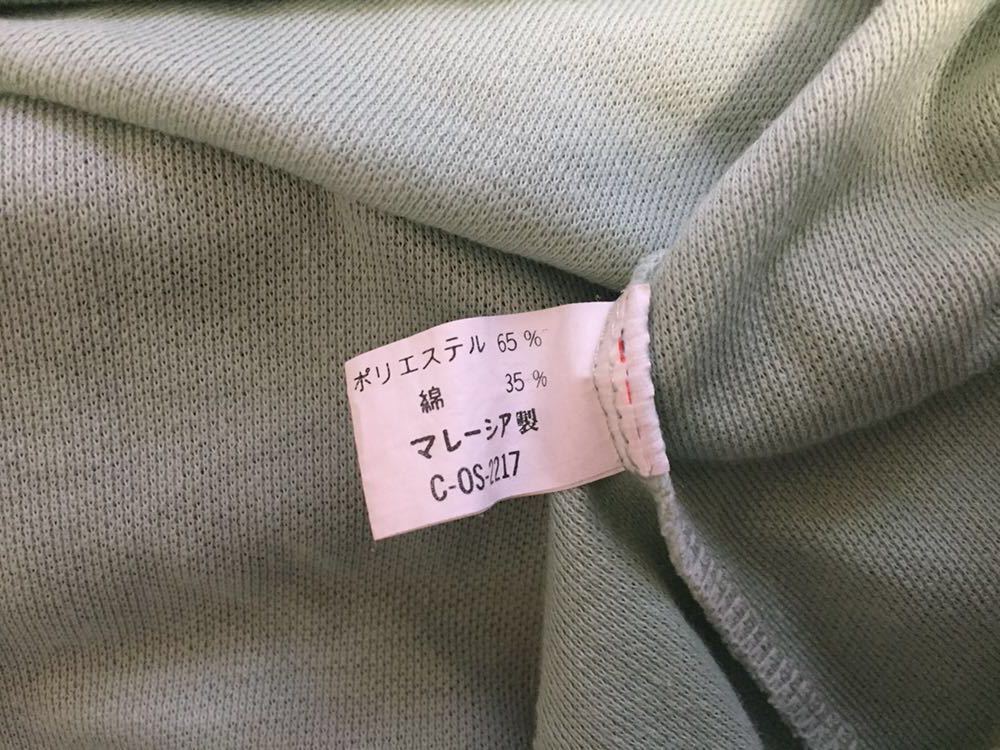 ポリエステル 65 %
綿 35 %
マレーシア製
C-OS-2217